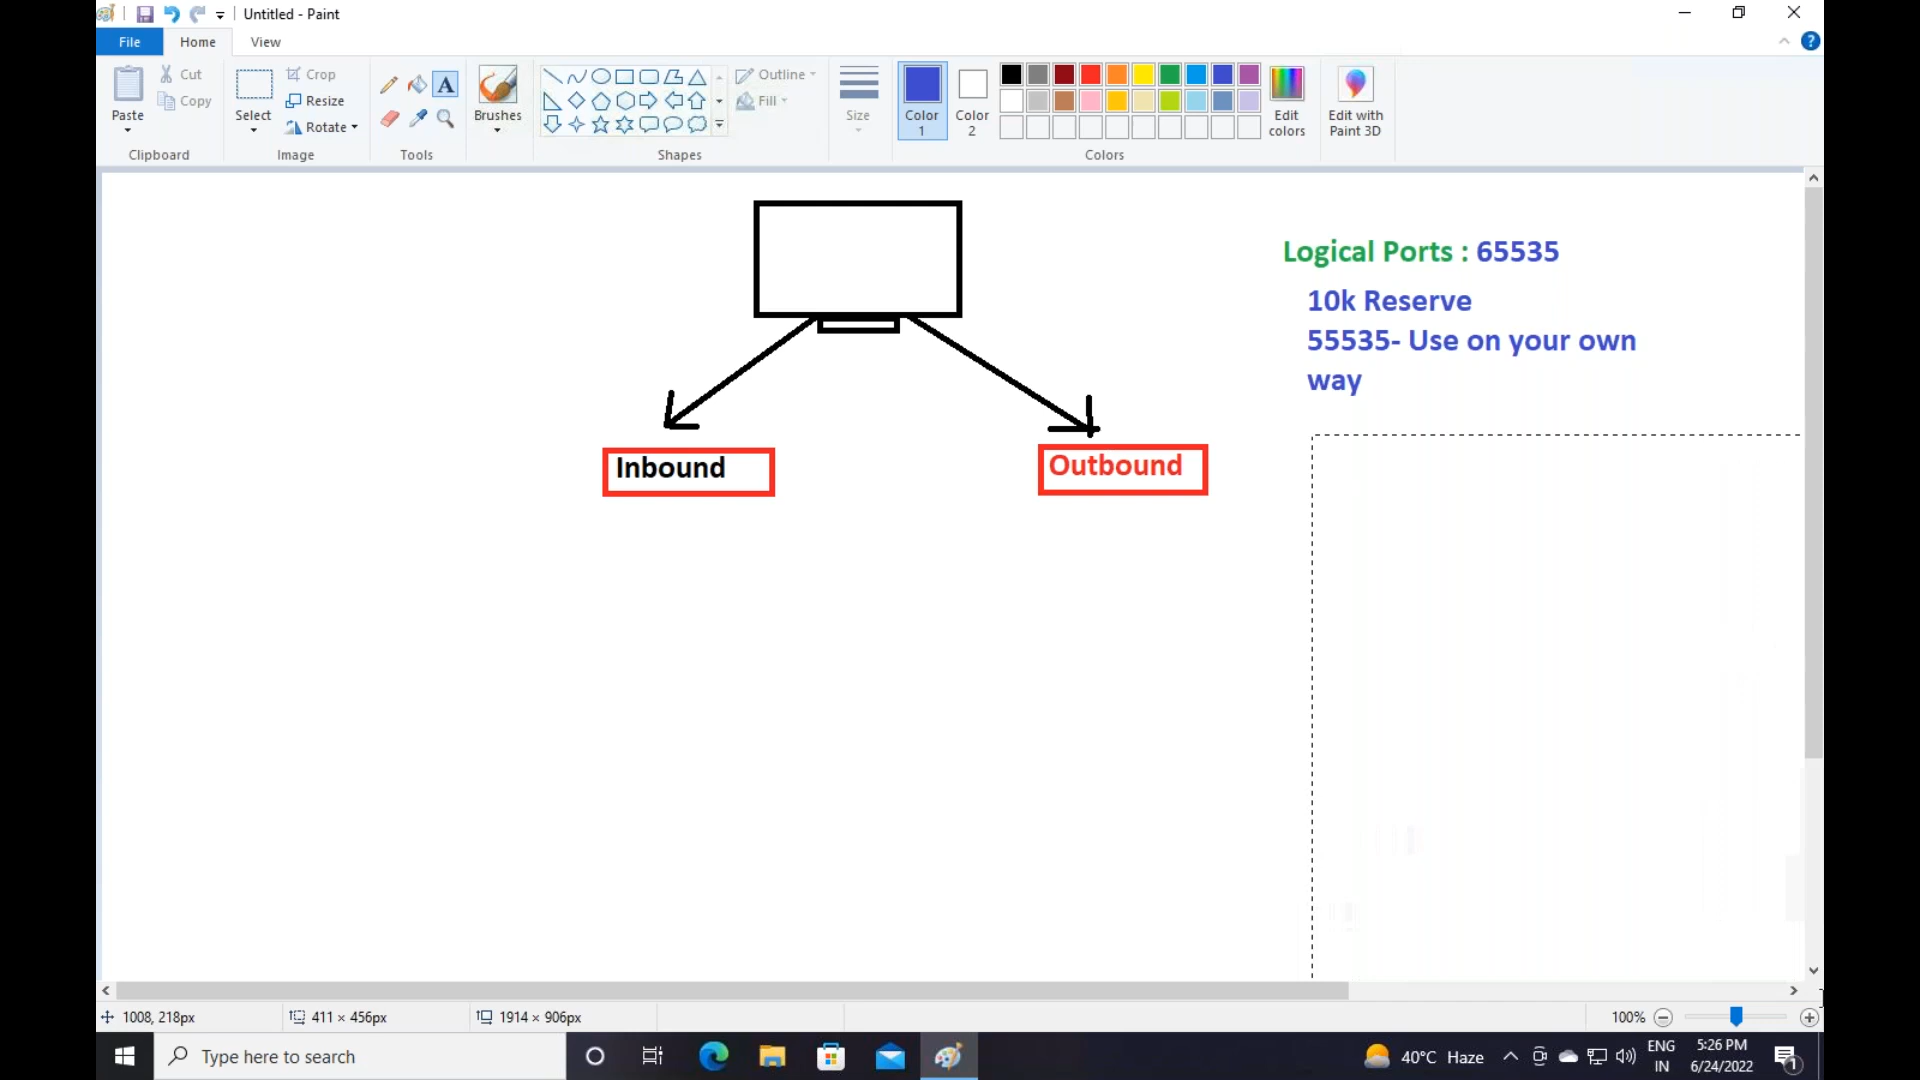 Untitled - Paint
File Home View
Paste
Cut
Copy
Clipboard
Select
Crop
Resize
Rotate
Image
A
Tools
Brushes
Shapes
Outline
Fill
Size
Color 1
Color 2
Edit colors
Colors
Edit with Paint 3D
?
Logical Ports : 65535
10k Reserve
55535- Use on your own
way
Inbound
Outbound
1008, 218px
411 × 456px
1914 × 906px
100%
Type here to search
40°C Haze
ENG
IN
5:26 PM
6/24/2022
1